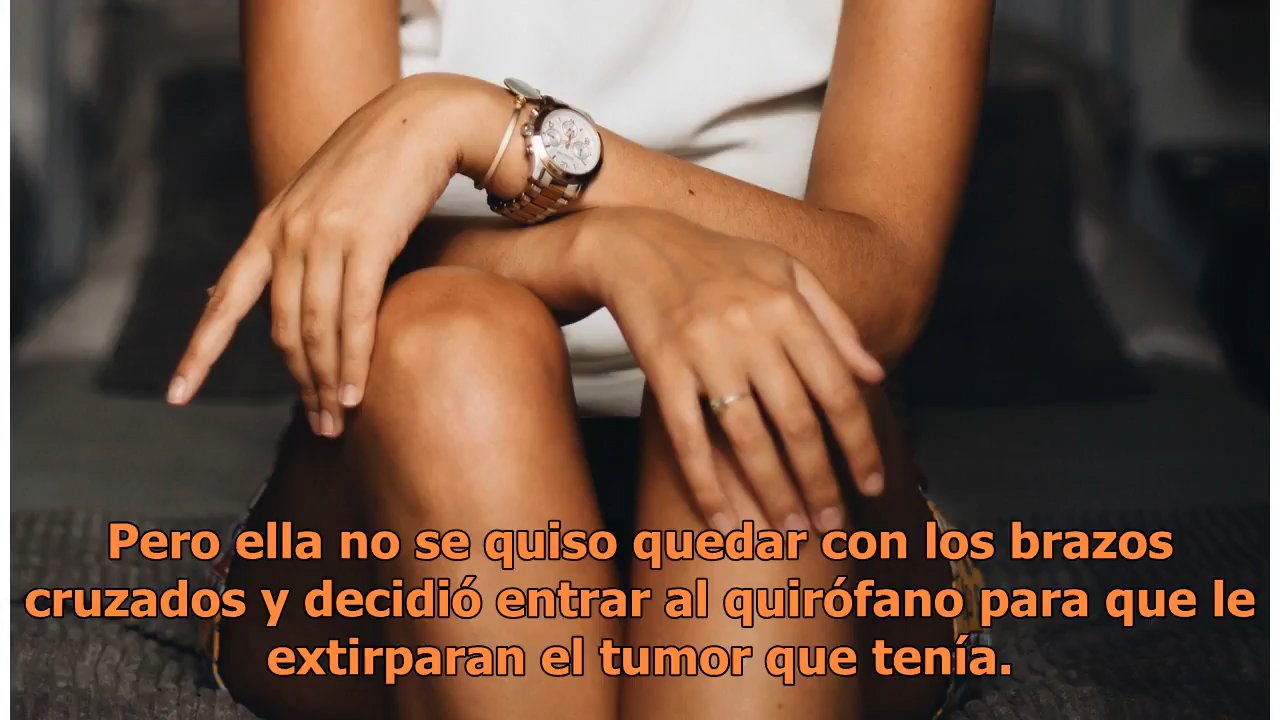 Pero ella no se quiso quedar con los brazos
cruzados y decidió entrar al quirófano para que le
extirparan el tumor que tenía.